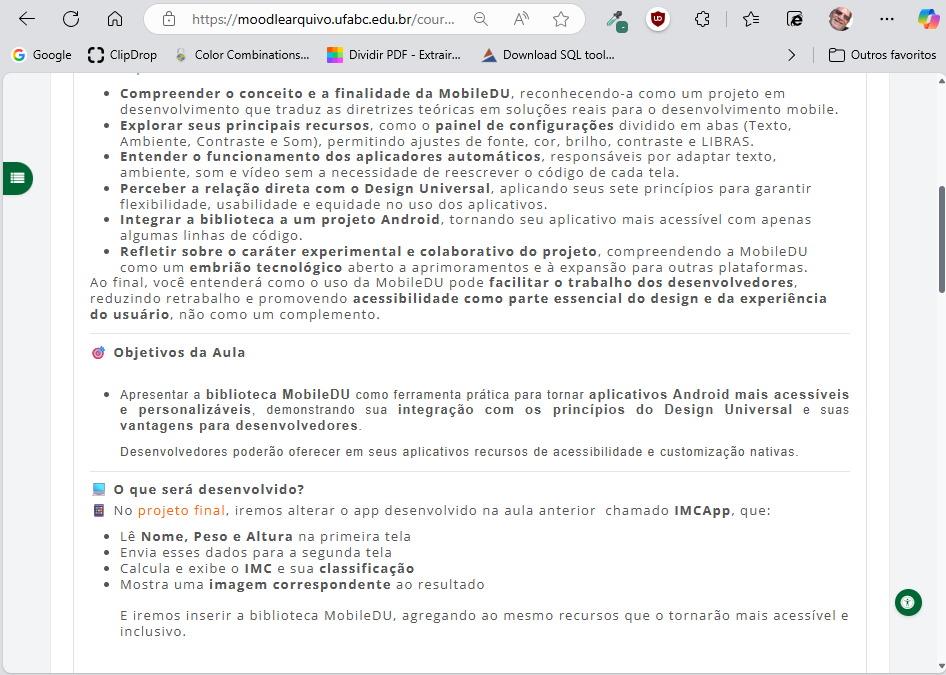 https://moodlearquivo.ufabc.edu.br/cour...
Google
ClipDrop
Color Combinations...
Dividir PDF - Extrair...
Download SQL tool...
Outros favoritos
Compreender o conceito e a finalidade da MobileDU, reconhecendo-a como um projeto em
desenvolvimento que traduz as diretrizes teóricas em soluções reais para o desenvolvimento mobile.
Explorar seus principais recursos, como o painel de configurações dividido em abas (Texto,
Ambiente, Contraste e Som), permitindo ajustes de fonte, cor, brilho, contraste e LIBRAS.
Entender o funcionamento dos aplicadores automáticos, responsáveis por adaptar texto,
ambiente, som e vídeo sem a necessidade de reescrever o código de cada tela.
Perceber a relação direta com o Design Universal, aplicando seus sete princípios para garantir
flexibilidade, usabilidade e equidade no uso dos aplicativos.
Integrar a biblioteca a um projeto Android, tornando seu aplicativo mais acessível com apenas
algumas linhas de código.
Refletir sobre o caráter experimental e colaborativo do projeto, compreendendo a MobileDU
como um embrião tecnológico aberto a aprimoramentos e à expansão para outras plataformas.
Ao final, você entenderá como o uso da MobileDU pode facilitar o trabalho dos desenvolvedores,
reduzindo retrabalho e promovendo acessibilidade como parte essencial do design e da experiência
do usuário, não como um complemento.
Objetivos da Aula
Apresentar a biblioteca MobileDU como ferramenta prática para tornar aplicativos Android mais acessíveis
e personalizáveis, demonstrando sua integração com os princípios do Design Universal e suas
vantagens para desenvolvedores.
Desenvolvedores poderão oferecer em seus aplicativos recursos de acessibilidade e customização nativas.
O que será desenvolvido?
No projeto final, iremos alterar o app desenvolvido na aula anterior chamado IMCApp, que:
Lê Nome, Peso e Altura na primeira tela
Envia esses dados para a segunda tela
Calcula e exibe o IMC e sua classificação
Mostra uma imagem correspondente ao resultado
E iremos inserir a biblioteca MobileDU, agregando ao mesmo recursos que o tornarão mais acessível e
inclusivo.